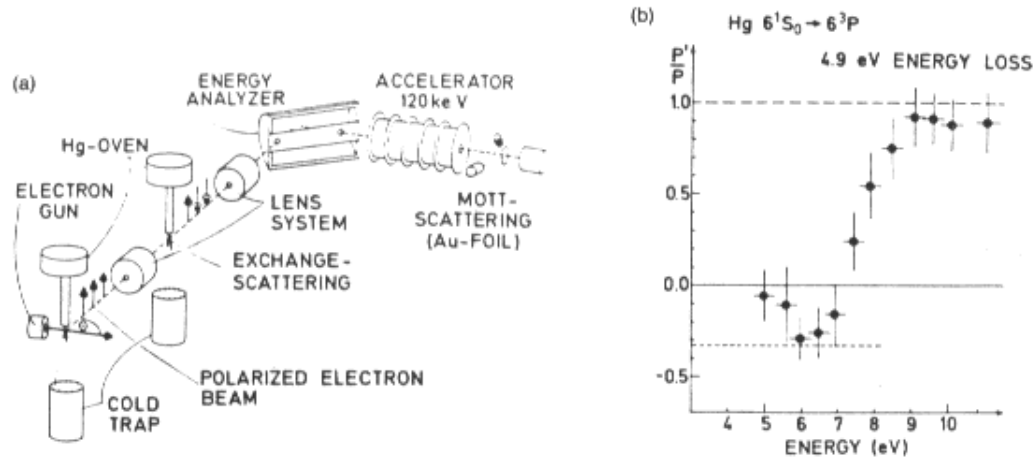 (a)
ENERGY
ANALYZER
ACCELERATOR
120 keV
Hg-OVEN
ELECTRON
GUN
LENS
SYSTEM
MOTT-
SCATTERING
(Au-FOIL)
EXCHANGE-
SCATTERING
POLARIZED ELECTRON
BEAM
COLD
TRAP
(b)
Hg 6¹S₀→6³P
P'
P
4.9 eV ENERGY LOSS
1.0
0.5
0.0
-0.5
4 5 6 7 8 9 10 11
ENERGY (eV)